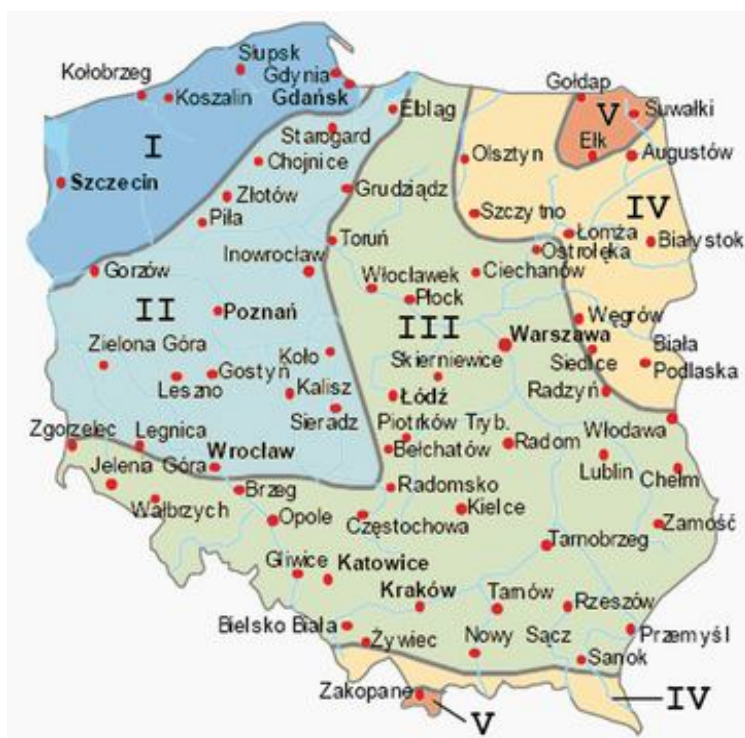 Słupsk
Kołobrzeg
Gdynia
Koszalin
Gdańsk
Gołdap
V
Suwałki
Elbląg
I
Starogard
Ełk
Chojnice
Olsztyn
Augustów
Szczecin
Złotów
Grudziądz
IV
Piła
Szczytno
Łomża
Toruń
Białystok
Inowrocław
Ostrołęka
Gorzów
Włocławek
Ciechanów
Płock
II
Poznań
III
Węgrów
Warszawa
Zielona Góra
Koło
Skierniewice
Siedlce
Biała
Podlaska
Gostyń
Leszno
Kalisz
Łódź
Radzyń
Sieradz
Piotrków Tryb.
Zgorzelec
Legnica
Włodawa
Wrocław
Bełchatów
Radom
Jelenia Góra
Lublin
Chełm
Brzeg
Radomsko
Wałbrzych
Kielce
Opole
Częstochowa
Zamość
Tarnobrzeg
Gliwice
Katowice
Kraków
Tarnów
Rzeszów
Bielsko Biała
Żywiec
Nowy Sącz
Przemyśl
Sanok
Zakopane
IV
V